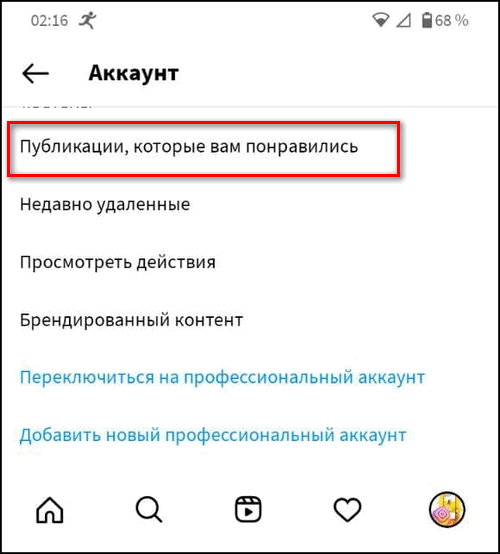 02:16 68 %
Аккаунт
Публикации, которые вам понравились
Недавно удаленные
Просмотреть действия
Брендированный контент
Переключиться на профессиональный аккаунт
Добавить новый профессиональный аккаунт